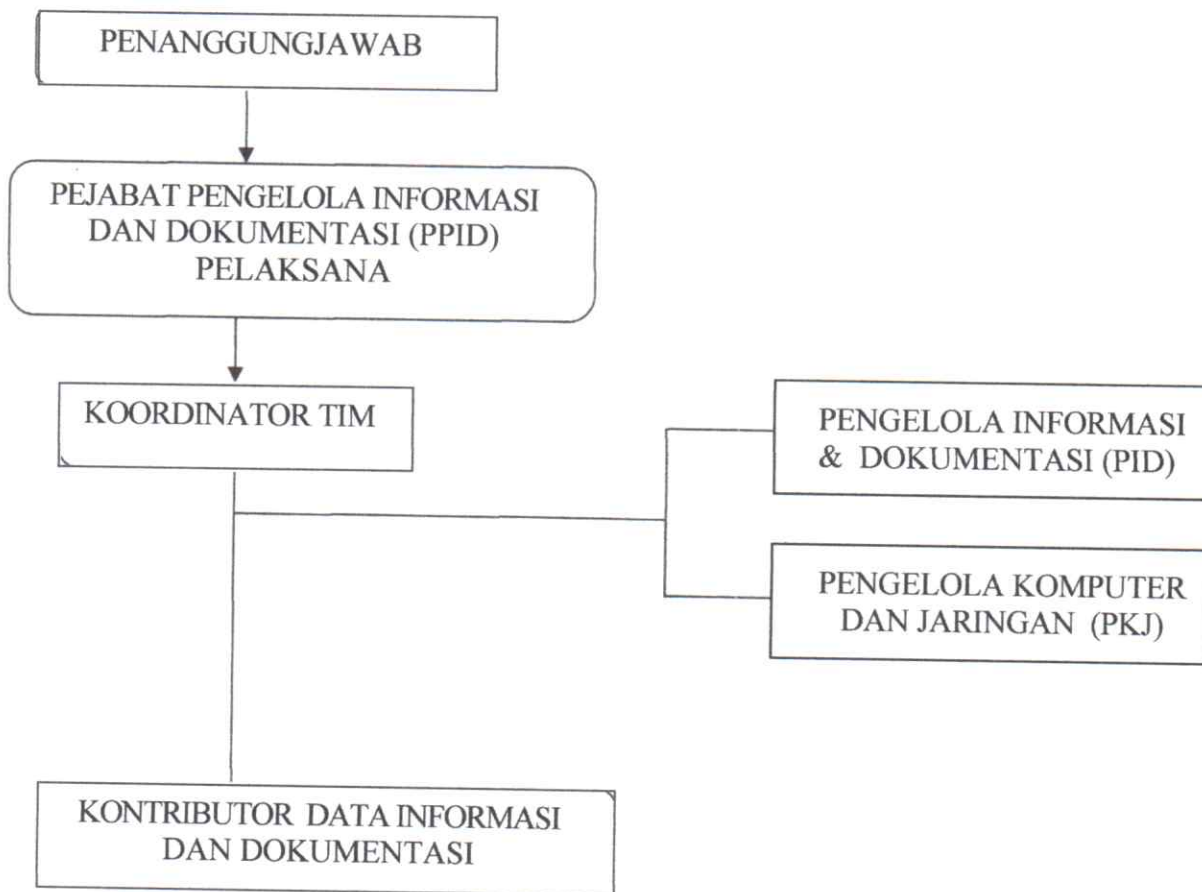 PENANGGUNGJAWAB
PEJABAT PENGELOLA INFORMASI
DAN DOKUMENTASI (PPID)
PELAKSANA
KOORDINATOR TIM
PENGELOLA INFORMASI
& DOKUMENTASI (PID)
PENGELOLA KOMPUTER
DAN JARINGAN (PKJ)
KONTRIBUTOR DATA INFORMASI
DAN DOKUMENTASI